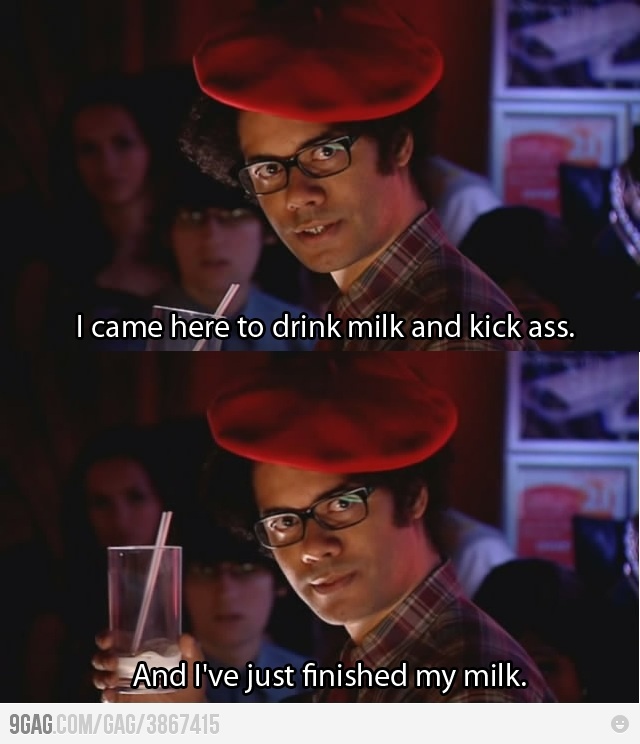 I came here to drink milk and kick ass.
And I've just finished my milk.
9GAG.COM/GAG/3867415